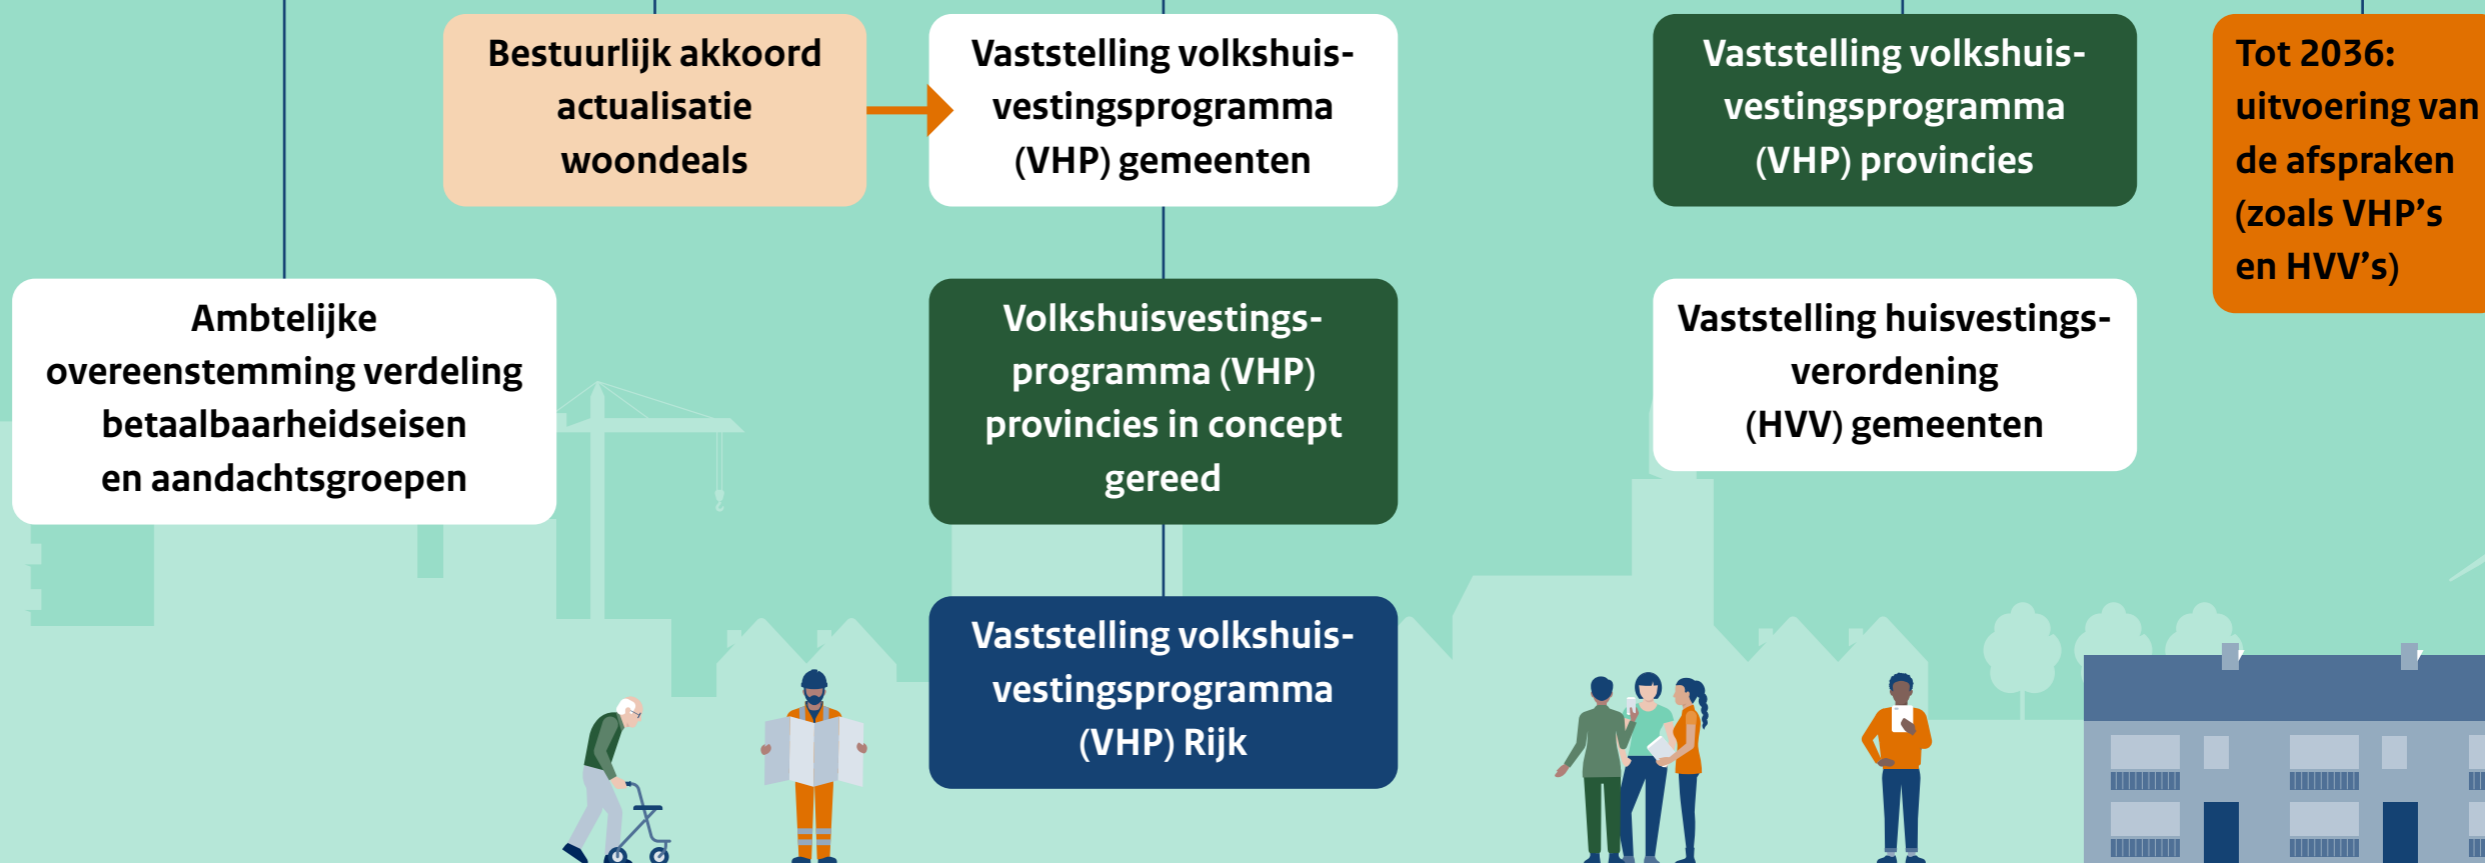 Bestuurlijk akkoord
actualisatie
woondeals
Vaststelling volkshuis-
vestingsprogramma
(VHP) gemeenten
Vaststelling volkshuis-
vestingsprogramma
(VHP) provincies
Tot 2036:
uitvoering van
de afspraken
(zoals VHP’s
en HVV’s)
Ambtelijke
overeenstemming verdeling
betaalbaarheidseisen
en aandachtsgroepen
Volkshuisvestings-
programma (VHP)
provincies in concept
gereed
Vaststelling huisvestings-
verordening
(HVV) gemeenten
Vaststelling volkshuis-
vestingsprogramma
(VHP) Rijk